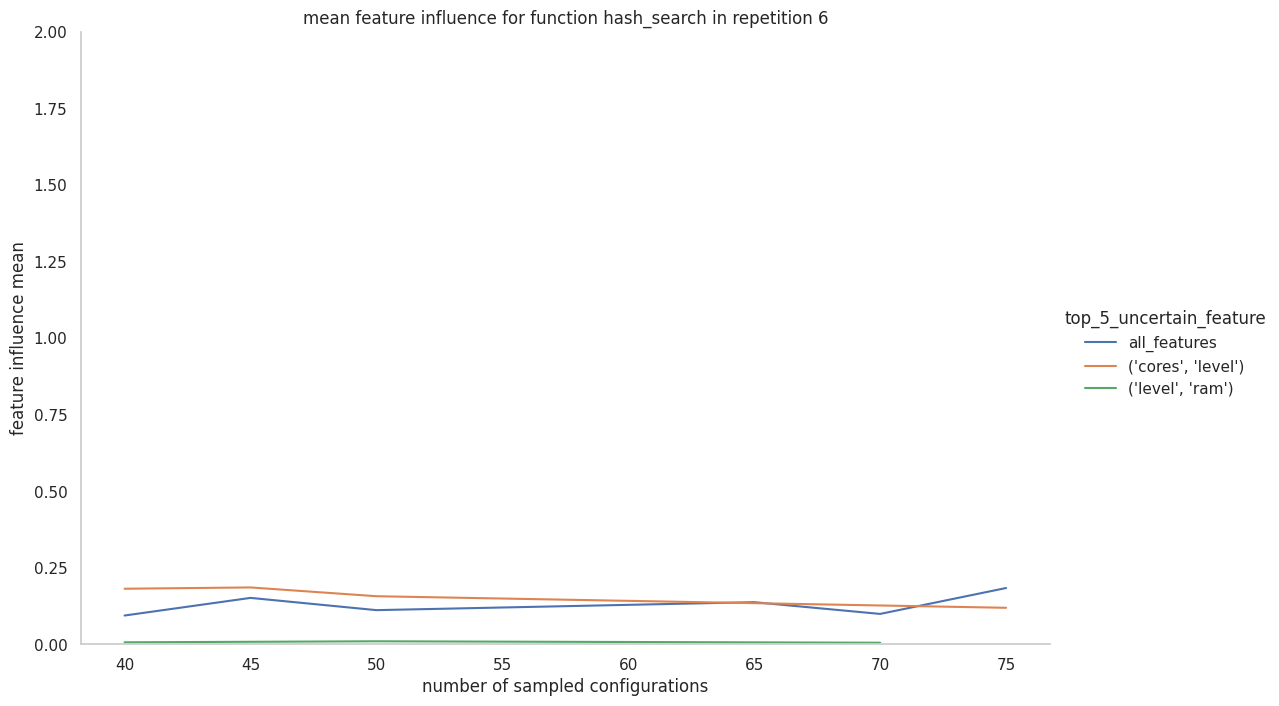 mean feature influence for function hash_search in repetition 6
2.00
1.75
1.50
1.25
1.00
0.75
0.50
0.25
0.00
feature influence mean
40 45 50 55 60 65 70 75
number of sampled configurations
top_5_uncertain_feature
all_features
('cores', 'level')
('level', 'ram')